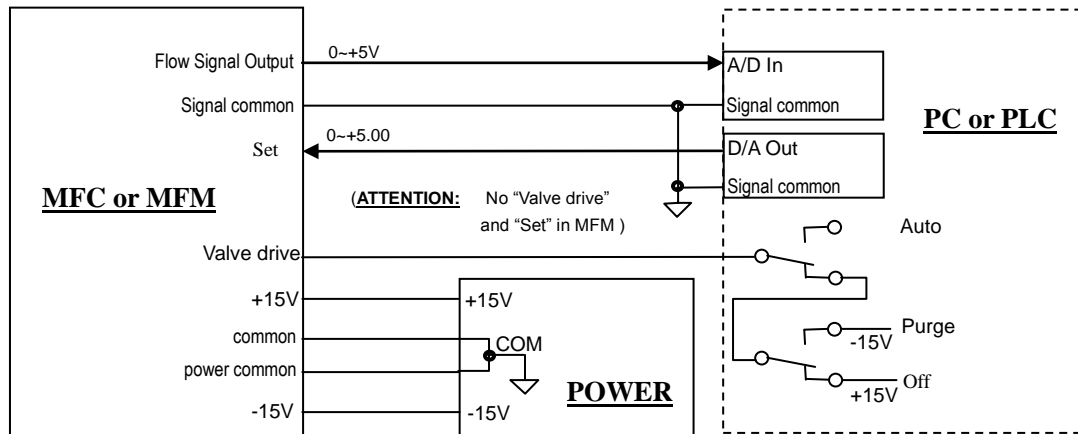 Flow Signal Output
0~+5V
A/D In
Signal common
Signal common
PC or PLC
Set
0~+5.00
D/A Out
MFC or MFM
(ATTENTION: No “Valve drive”
and “Set” in MFM )
Signal common
Auto
Valve drive
+15V
+15V
common
COM
power common
POWER
-15V
-15V
Purge
-15V
Off
+15V